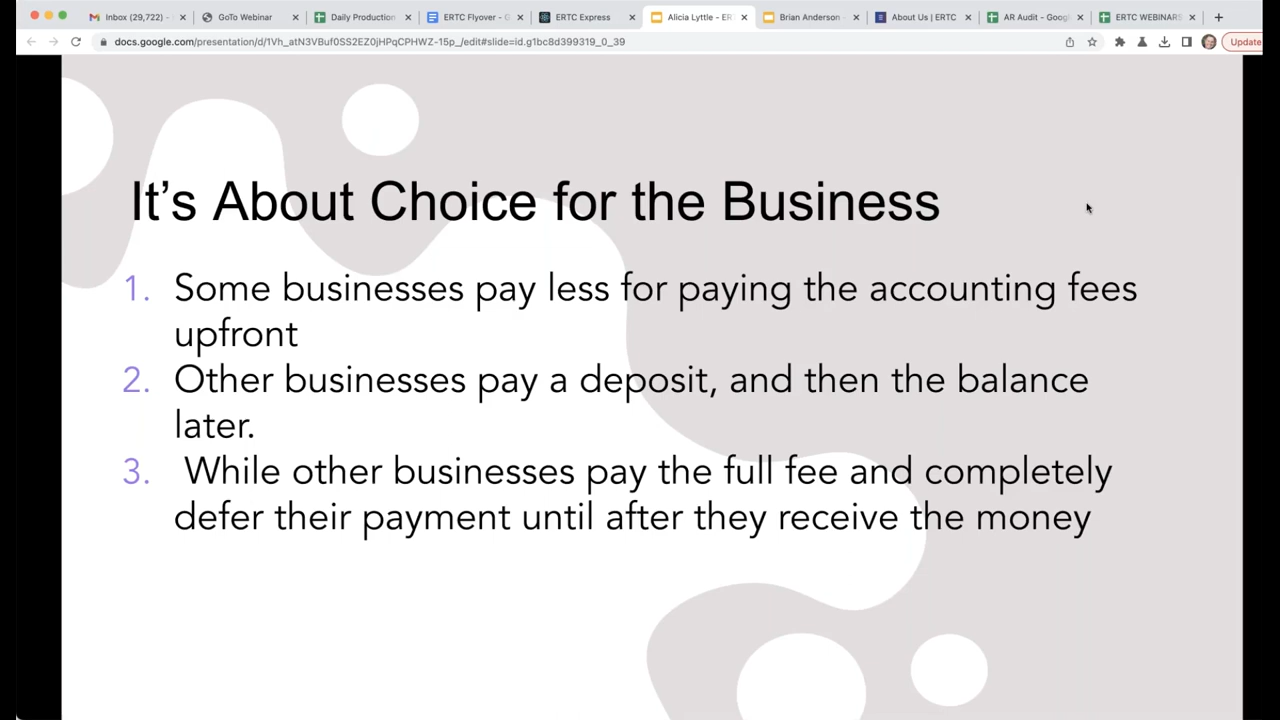 Inbox (29,722) -
GoTo Webinar
Daily Production
ERTC Flyover - G
ERTC Express
Alicia Lyttle - ER
Brian Anderson -
About Us | ERTC
AR Audit - Goog
ERTC WEBINAR
docs.google.com/presentation/d/1Vh_atN3VBuf0SS2EZ0jHPqCPHWZ-15p_/edit#slide=id.g1bc8d399319_0_39
Update
It's About Choice for the Business
1. Some businesses pay less for paying the accounting fees
upfront
2. Other businesses pay a deposit, and then the balance
later.
3. While other businesses pay the full fee and completely
defer their payment until after they receive the money